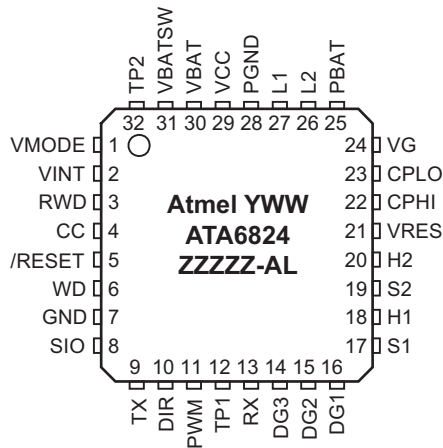 TP2 VBATSW VBAT VCC PGND L1 L2 PBAT
32 31 30 29 28 27 26 25
VMODE 1 24 VG
VINT 2 23 CPLO
RWD 3 Atmel YWW 22 CPHI
CC 4 ATA6824 21 VRES
/RESET 5 ZZZZZ-AL 20 H2
WD 6 19 S2
GND 7 18 H1
SIO 8 17 S1
9 10 11 12 13 14 15 16
TX DIR PWM TP1 RX DG3 DG2 DG1